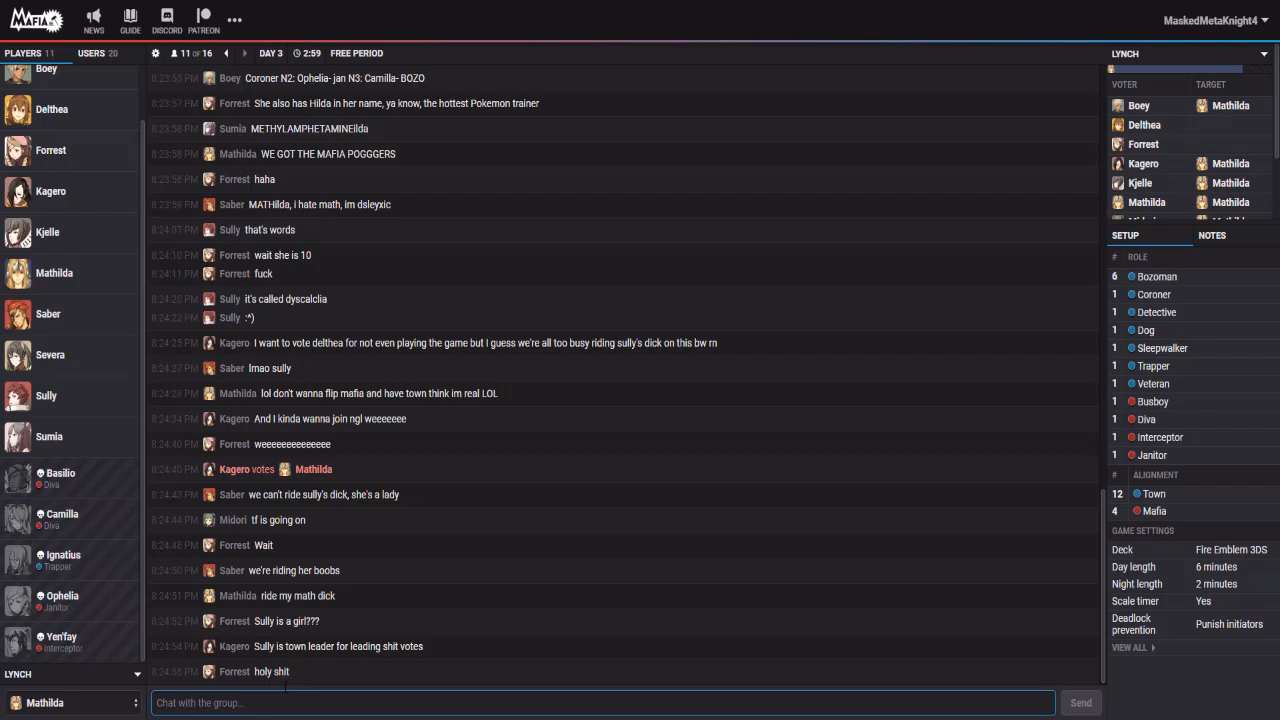 MAFIA.GG
NEWS
GUIDE
DISCORD
PATREON
MaskedMetaKnight4
PLAYERS 11
USERS 20
11 OF 16
DAY 3
2:59
FREE PERIOD
LYNCH
Boey
Delthea
Forrest
Kagero
Kjelle
Mathilda
Saber
Severa
Sully
Sumia
Basilio
Diva
Camilla
Diva
Ignatius
Trapper
Ophelia
Janitor
Yen'fay
Interceptor
LYNCH
Mathilda
8:23:53 PM Boey Coroner N2: Ophelia- jan N3: Camilla- BOZO
8:23:57 PM Forrest She also has Hilda in her name, ya know, the hottest Pokemon trainer
8:23:58 PM Sumia METHYLAMPHETAMINEilda
8:23:58 PM Mathilda WE GOT THE MAFIA POGGGERS
8:23:58 PM Forrest haha
8:23:59 PM Saber MATHilda, i hate math, im dsleyxic
8:24:07 PM Sully that's words
8:24:10 PM Forrest wait she is 10
8:24:11 PM Forrest fuck
8:24:20 PM Sully it's called dyscalclia
8:24:22 PM Sully :^)
8:24:25 PM Kagero I want to vote delthea for not even playing the game but I guess we're all too busy riding sully's dick on this bw rn
8:24:27 PM Saber lmao sully
8:24:28 PM Mathilda lol don't wanna flip mafia and have town think im real LOL
8:24:34 PM Kagero And I kinda wanna join ngl weeeeeee
8:24:40 PM Forrest weeeeeeeeeeeeee
8:24:40 PM Kagero votes Mathilda
8:24:43 PM Saber we can't ride sully's dick, she's a lady
8:24:44 PM Midori tf is going on
8:24:48 PM Forrest Wait
8:24:50 PM Saber we're riding her boobs
8:24:51 PM Mathilda ride my math dick
8:24:52 PM Forrest Sully is a girl???
8:24:54 PM Kagero Sully is town leader for leading shit votes
8:24:55 PM Forrest holy shit
Chat with the group...
Send
VOTER TARGET
Boey Mathilda
Delthea
Forrest
Kagero Mathilda
Kjelle Mathilda
Mathilda Mathilda
Midori Mathilda
SETUP NOTES
# ROLE
6 Bozoman
1 Coroner
1 Detective
1 Dog
1 Sleepwalker
1 Trapper
1 Veteran
1 Busboy
1 Diva
1 Interceptor
1 Janitor
# ALIGNMENT
12 Town
4 Mafia
GAME SETTINGS
Deck Fire Emblem 3DS
Day length 6 minutes
Night length 2 minutes
Scale timer Yes
Deadlock prevention Punish initiators
VIEW ALL